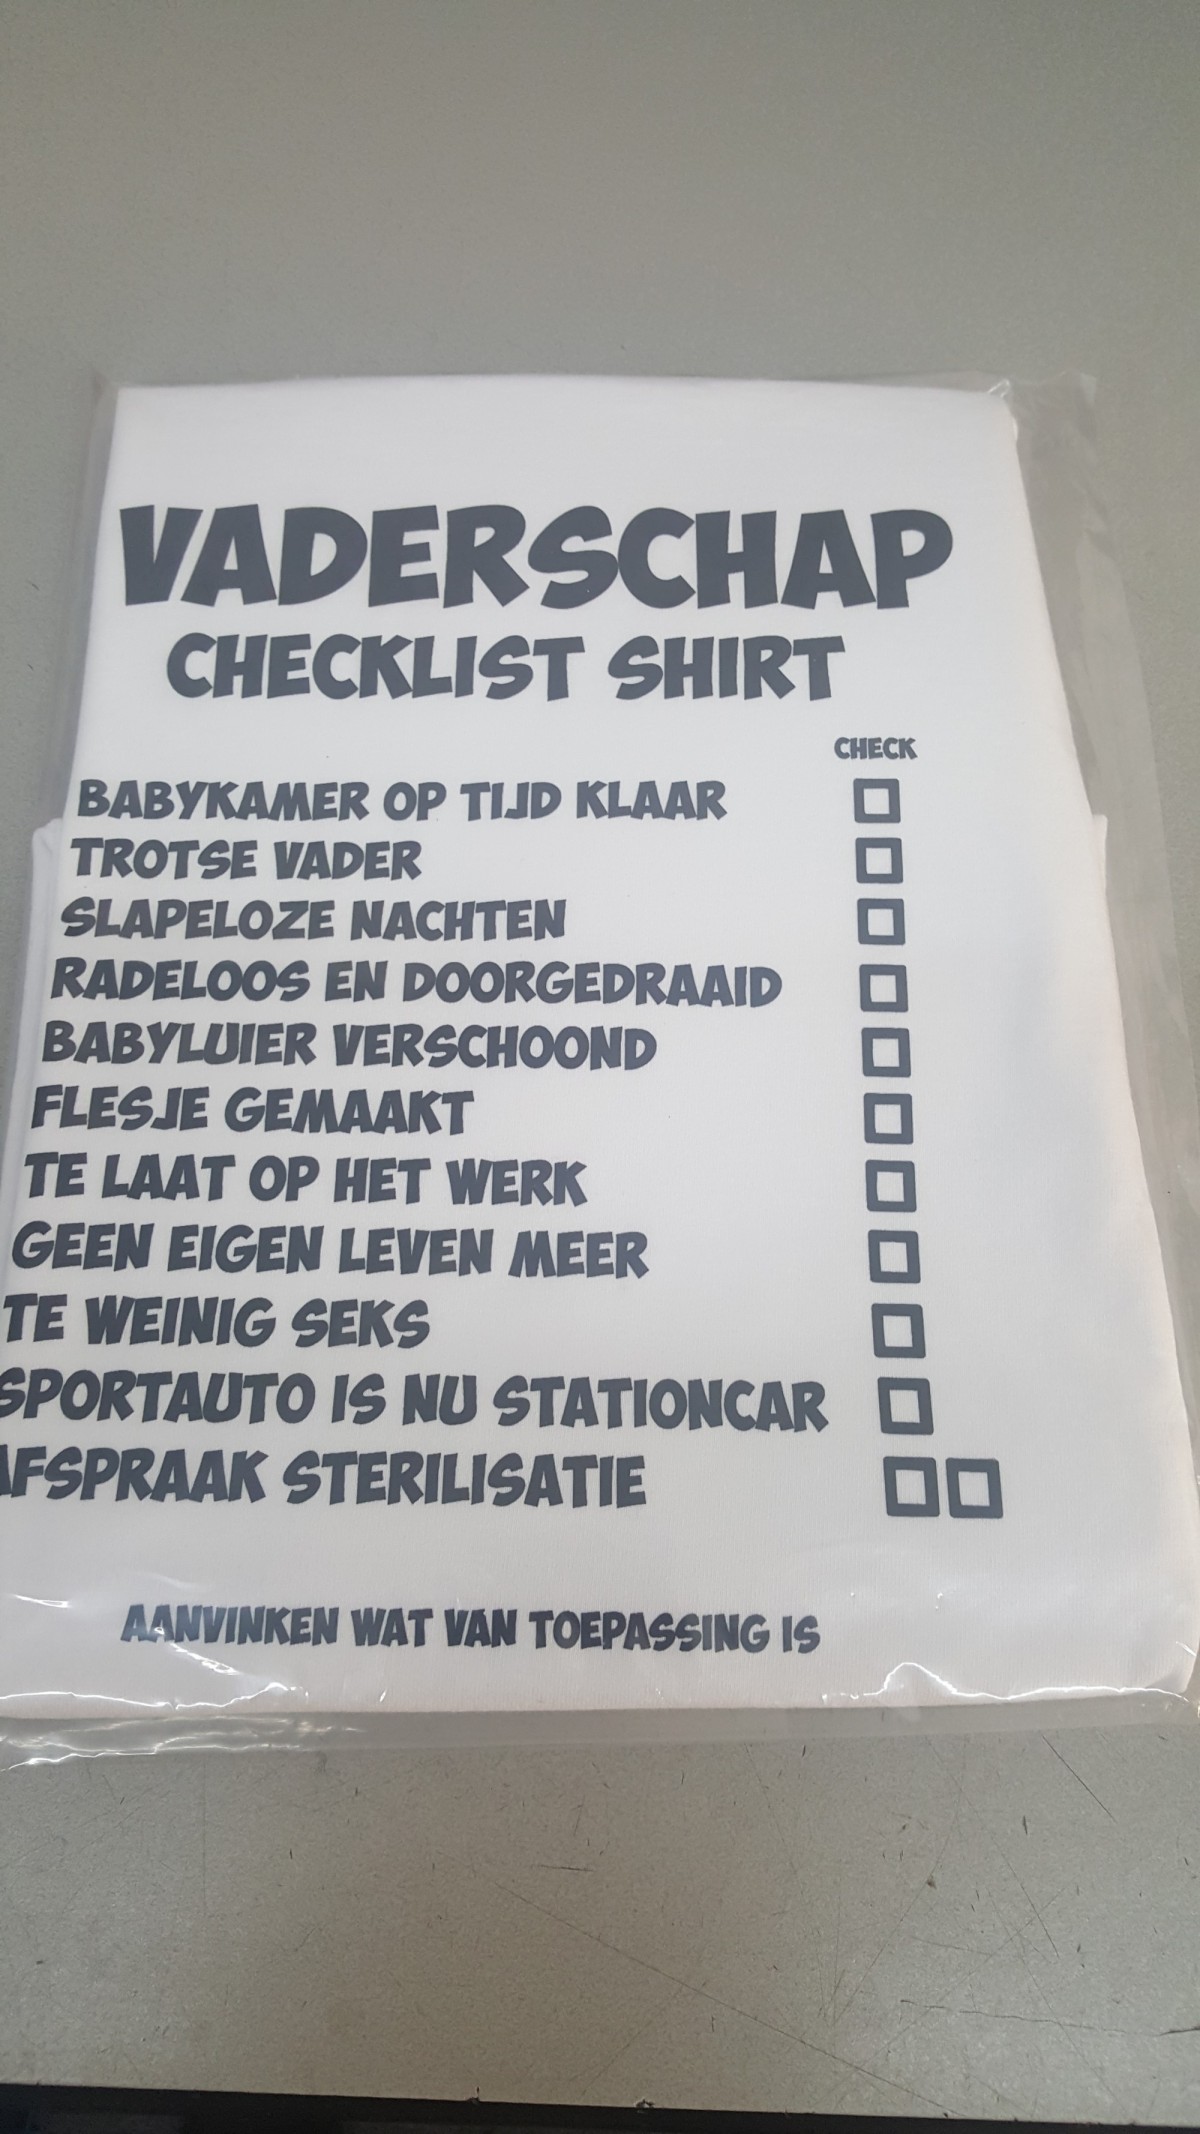 VADERSCHAP
CHECKLIST SHIRT
CHECK
BABYKAMER OP TIJD KLAAR
TROTSE VADER
SLAPELOZE NACHTEN
RADELOOS EN DOORGEDRAAID
BABYLUIER VERSCHOOND
FLESJE GEMAAKT
TE LAAT OP HET WERK
GEEN EIGEN LEVEN MEER
TE WEINIG SEKS
SPORTAUTO IS NU STATIONCAR
AFSPRAAK STERILISATIE
AANVINKEN WAT VAN TOEPASSING IS